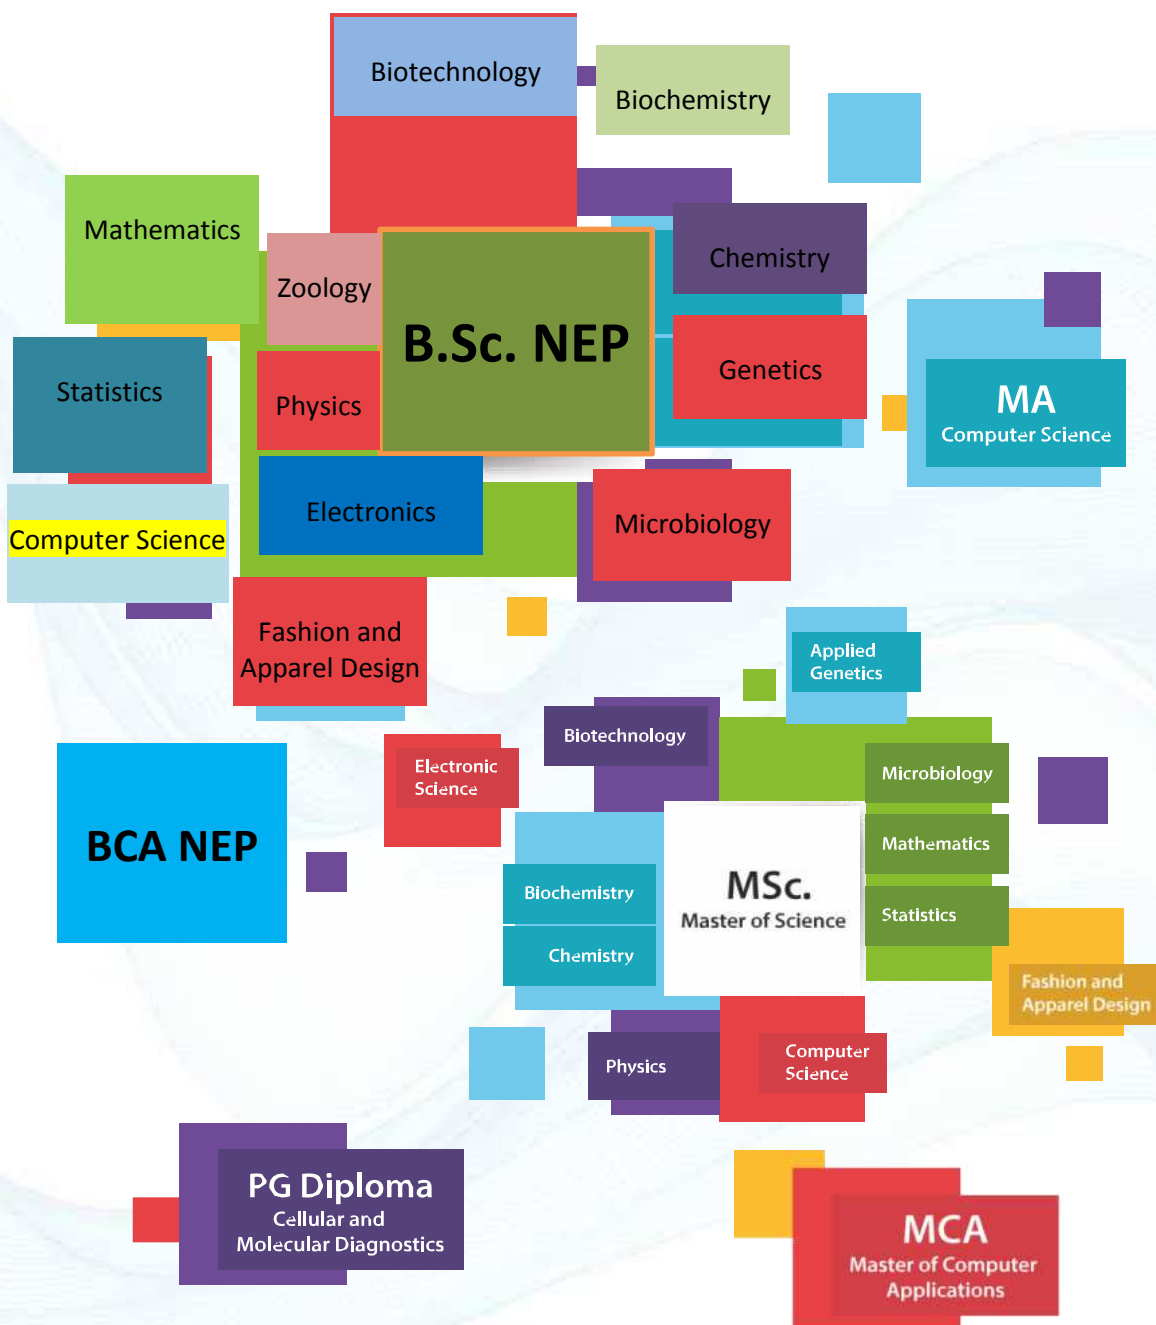 Biotechnology
Biochemistry
Mathematics
Chemistry
Zoology
B.Sc. NEP
Genetics
Statistics
Physics
MA
Computer Science
Electronics
Microbiology
Computer Science
Fashion and
Apparel Design
Applied
Genetics
Biotechnology
Electronic
Science
Microbiology
BCA NEP
Mathematics
MSc.
Master of Science
Biochemistry
Statistics
Chemistry
Fashion and
Apparel Design
Physics
Computer
Science
PG Diploma
Cellular and
Molecular Diagnostics
MCA
Master of Computer
Applications